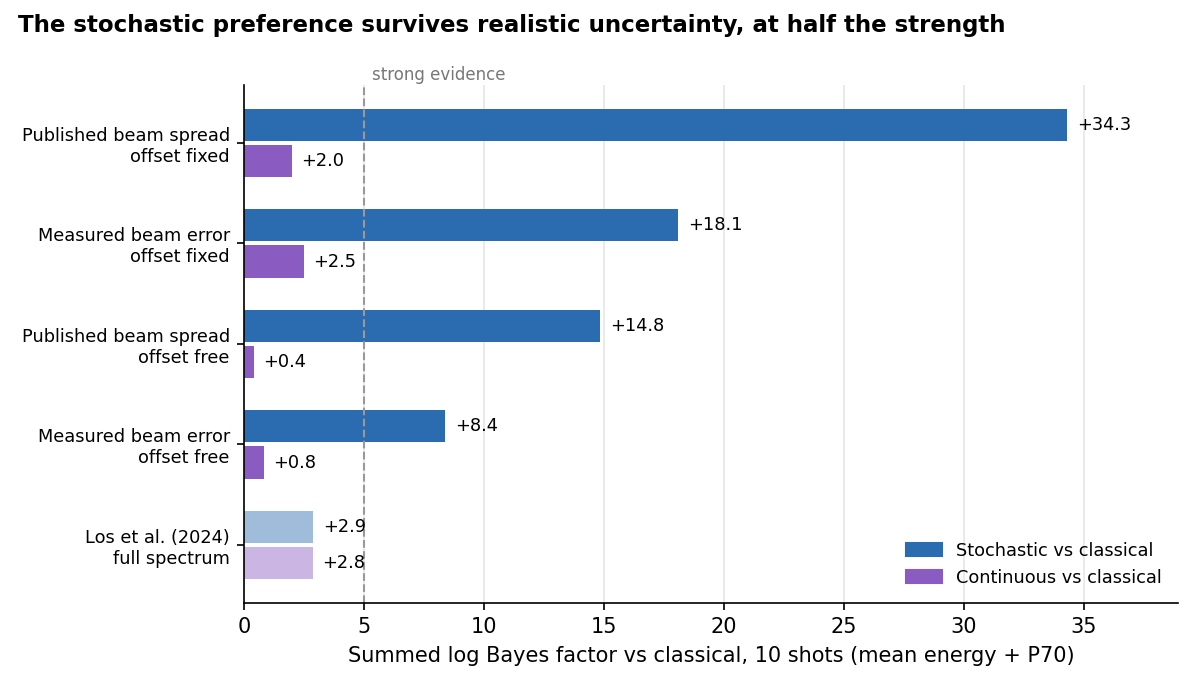 The stochastic preference survives realistic uncertainty, at half the strength
strong evidence
Published beam spread
offset fixed
+34.3
+2.0
Measured beam error
offset fixed
+18.1
+2.5
Published beam spread
offset free
+14.8
+0.4
Measured beam error
offset free
+8.4
+0.8
Los et al. (2024)
full spectrum
+2.9
+2.8
Stochastic vs classical
Continuous vs classical
0 5 10 15 20 25 30 35
Summed log Bayes factor vs classical, 10 shots (mean energy + P70)